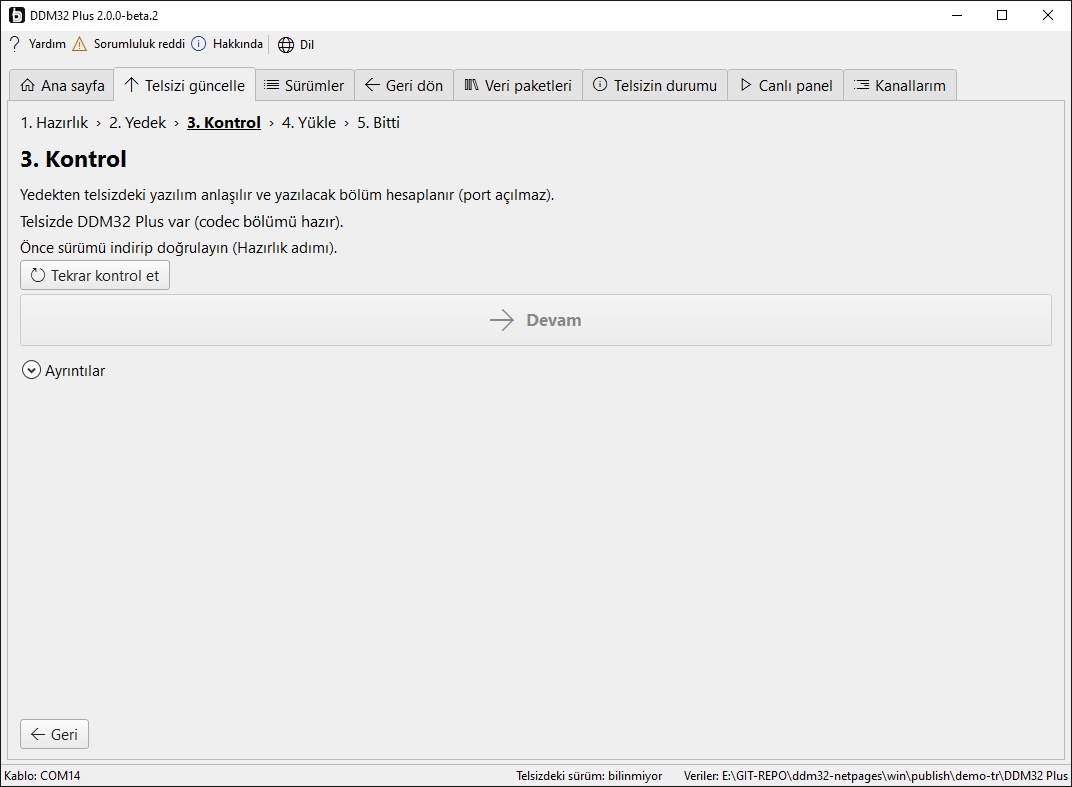 DDM32 Plus 2.0.0-beta.2
Yardım Sorumluluk reddi Hakkında Dil
Ana sayfa Telsizi güncelle Sürümler Geri dön Veri paketleri Telsizin durumu Canlı panel Kanallarım
1. Hazırlık › 2. Yedek › 3. Kontrol › 4. Yükle › 5. Bitti
3. Kontrol
Yedekten telsizdeki yazılım anlaşılır ve yazılacak bölüm hesaplanır (port açılmaz).
Telsizde DDM32 Plus var (codec bölümü hazır).
Önce sürümü indirip doğrulayın (Hazırlık adımı).
Tekrar kontrol et
Devam
Ayrıntılar
Geri
Kablo: COM14 Telsizdeki sürüm: bilinmiyor Veriler: E:\GIT-REPO\ddm32-netpages\win\publish\demo-tr\DDM32 Plus